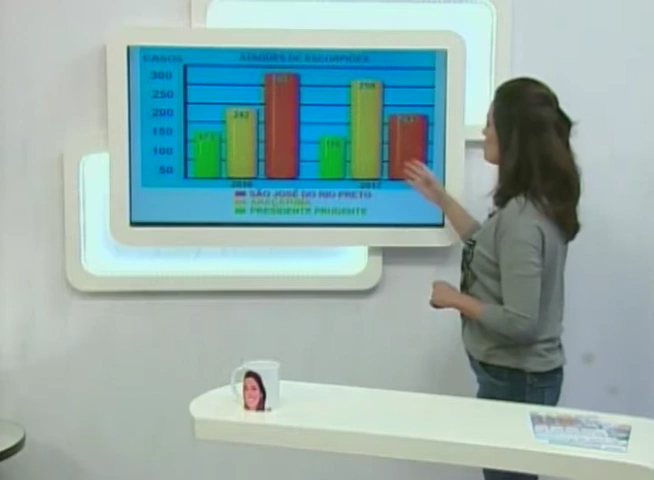 CASOS
ATAQUES DE ESCORPIÕES
300
250
200
150
100
50
242
298
2016
2017
SÃO JOSÉ DO RIO PRETO
ARAÇATUBA
PRESIDENTE PRUDENTE